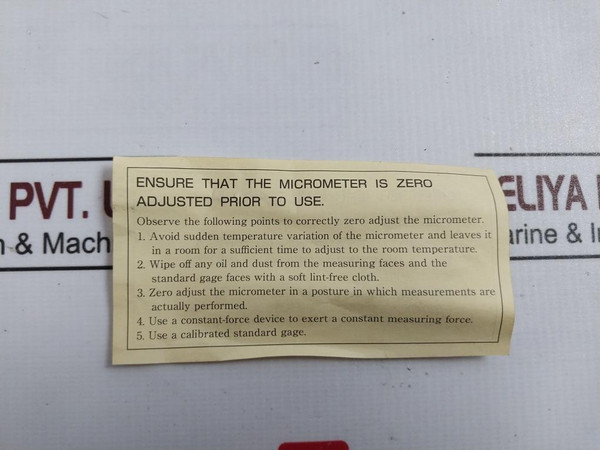 ENSURE THAT THE MICROMETER IS ZERO
ADJUSTED PRIOR TO USE.
Observe the following points to correctly zero adjust the micrometer.
1. Avoid sudden temperature variation of the micrometer and leaves it
in a room for a sufficient time to adjust to the room temperature.
2. Wipe off any oil and dust from the measuring faces and the
standard gage faces with a soft lint-free cloth.
3. Zero adjust the micrometer in a posture in which measurements are
actually performed.
4. Use a constant-force device to exert a constant measuring force.
5. Use a calibrated standard gage.
PVT.
& Mach
ELIYA
arine & I